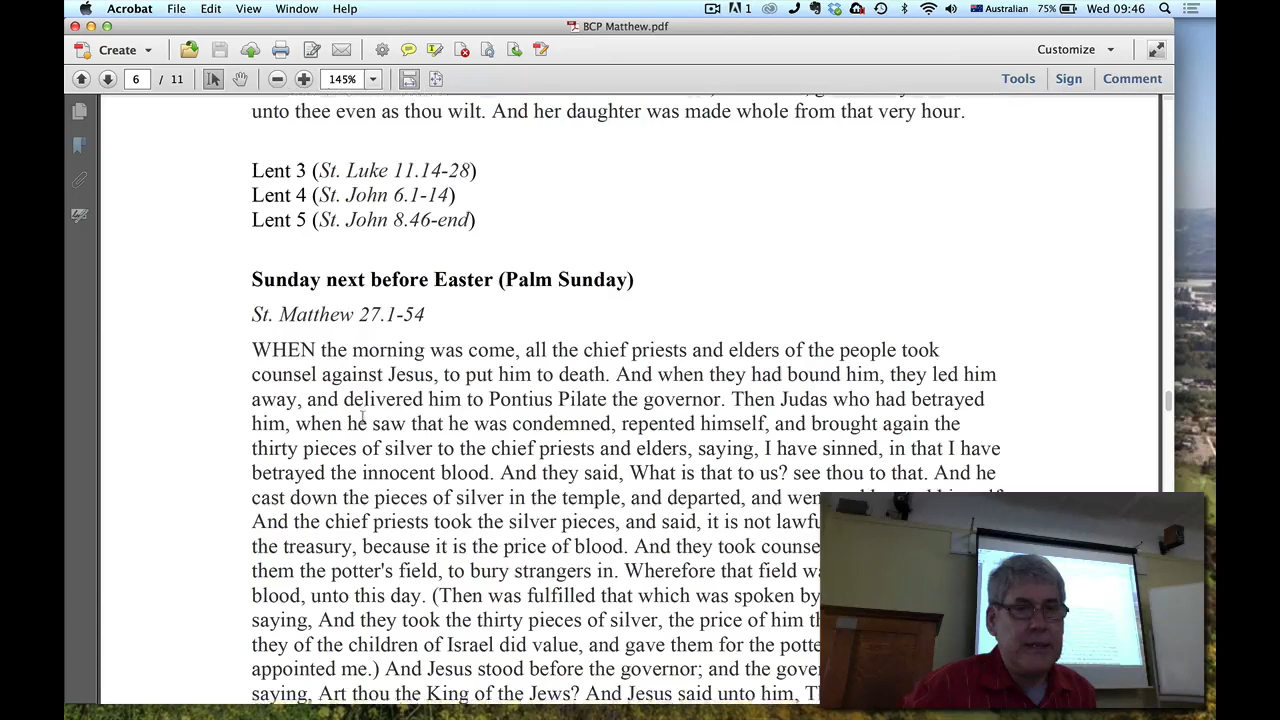 Acrobat File Edit View Window Help 1 Australian 75% Wed 09:46
BCP Matthew.pdf
Create Customize
6 / 11 145% Tools Sign Comment
unto thee even as thou wilt. And her daughter was made whole from that very hour.
Lent 3 (St. Luke 11.14-28)
Lent 4 (St. John 6.1-14)
Lent 5 (St. John 8.46-end)
Sunday next before Easter (Palm Sunday)
St. Matthew 27.1-54
WHEN the morning was come, all the chief priests and elders of the people took
counsel against Jesus, to put him to death. And when they had bound him, they led him
away, and delivered him to Pontius Pilate the governor. Then Judas who had betrayed
him, when he saw that he was condemned, repented himself, and brought again the
thirty pieces of silver to the chief priests and elders, saying, I have sinned, in that I have
betrayed the innocent blood. And they said, What is that to us? see thou to that. And he
cast down the pieces of silver in the temple, and departed, and
And the chief priests took the silver pieces, and said, it is not
the treasury, because it is the price of blood. And they took
them the potter's field, to bury strangers in. Wherefore that field
blood, unto this day. (Then was fulfilled that which was spoken by
saying, And they took the thirty pieces of silver, the price of him
they of the children of Israel did value, and gave them for the
appointed me.) And Jesus stood before the governor; and the
saying, Art thou the King of the Jews? And Jesus said unto him,